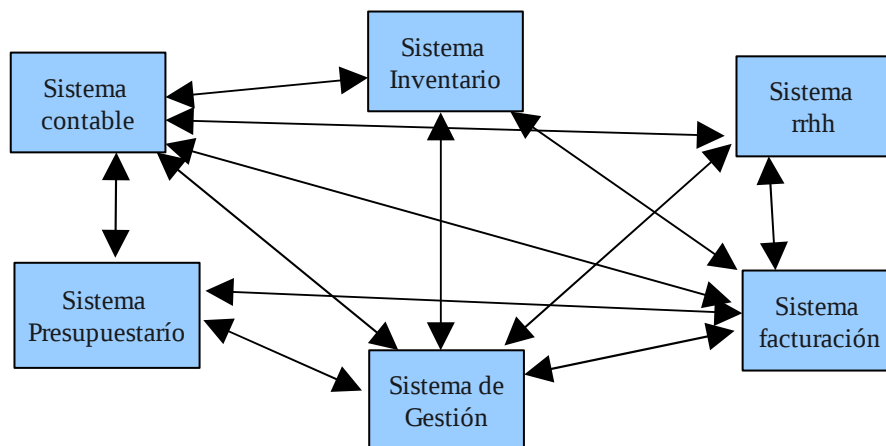 Sistema
contable
Sistema
Inventario
Sistema
rrhh
Sistema
Presupuestarío
Sistema de
Gestión
Sistema
facturación